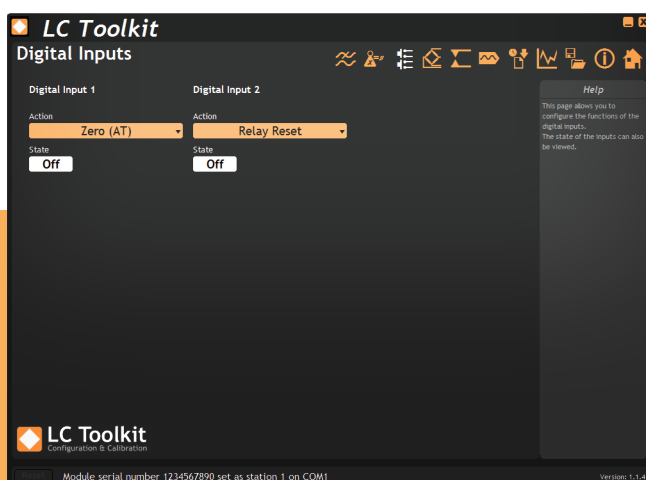 LC Toolkit
Digital Inputs
Digital Input 1
Digital Input 2
Action
Action
Zero (AT)
Relay Reset
State
State
Off
Off
Help
This page allows you to
configure the functions of the
digital inputs.
The state of the inputs can also
be viewed.
LC Toolkit
Configuration & Calibration
Module serial number 1234567890 set as station 1 on COM1
Version: 1.1.4